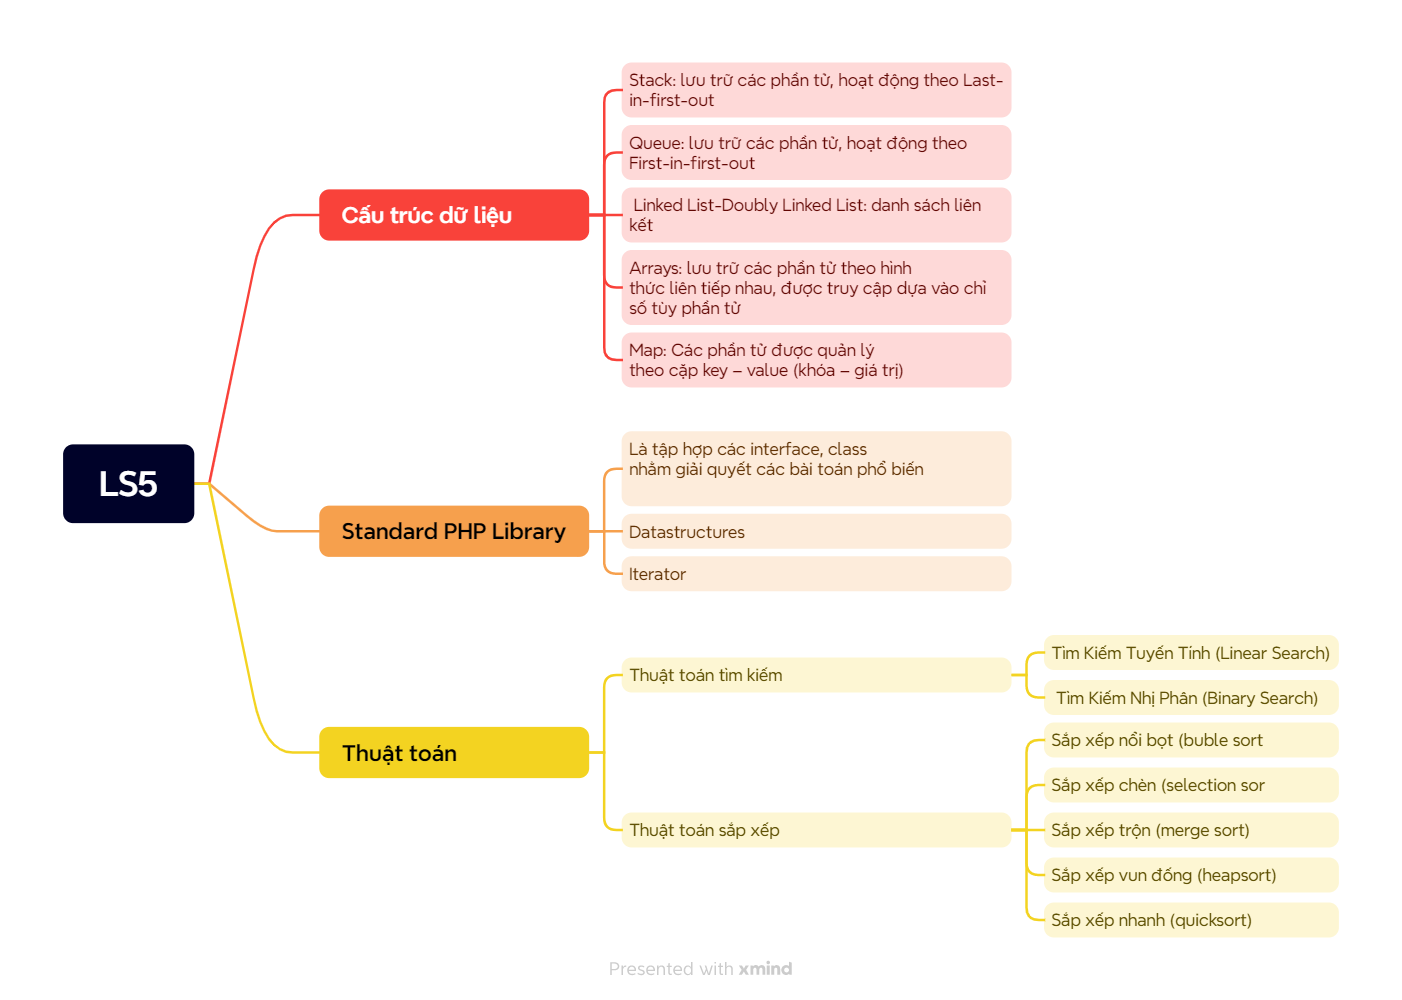 LS5
Cấu trúc dữ liệu
Stack: lưu trữ các phần tử, hoạt động theo Last-
in-first-out
Queue: lưu trữ các phần tử, hoạt động theo
First-in-first-out
Linked List-Doubly Linked List: danh sách liên
kết
Arrays: lưu trữ các phần tử theo hình
thức liên tiếp nhau, được truy cập dựa vào chỉ
số tùy phần tử
Map: Các phần tử được quản lý
theo cặp key – value (khóa – giá trị)
Standard PHP Library
Là tập hợp các interface, class
nhằm giải quyết các bài toán phổ biến
Datastructures
Iterator
Thuật toán
Thuật toán tìm kiếm
Tìm Kiếm Tuyến Tính (Linear Search)
Tìm Kiếm Nhị Phân (Binary Search)
Thuật toán sắp xếp
Sắp xếp nổi bọt (buble sort
Sắp xếp chèn (selection sor
Sắp xếp trộn (merge sort)
Sắp xếp vun đống (heapsort)
Sắp xếp nhanh (quicksort)
Presented with xmind